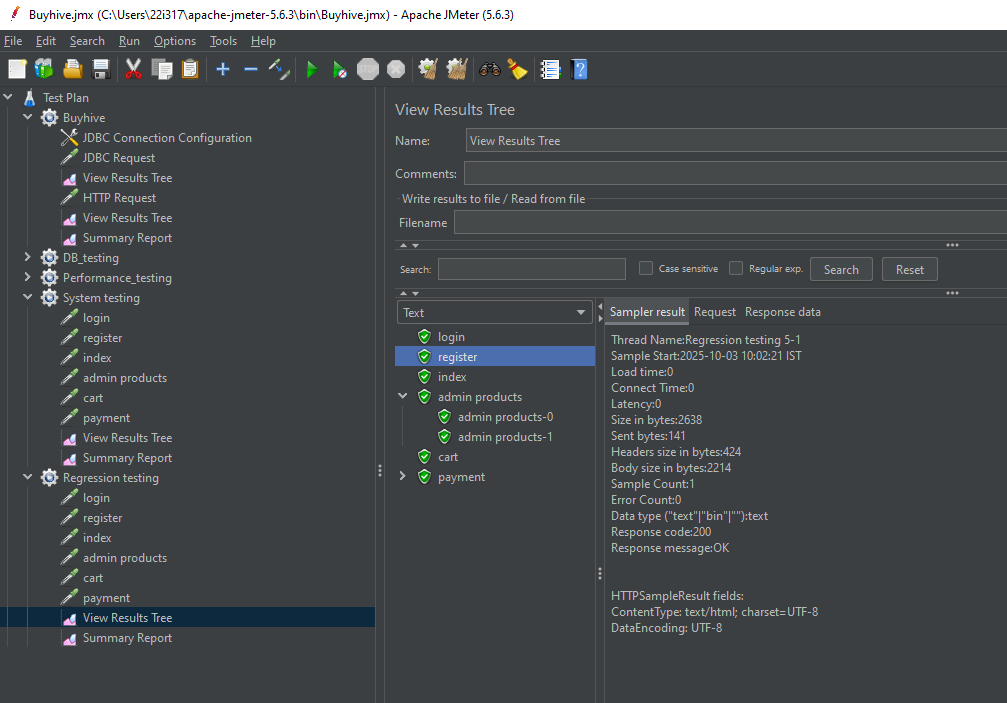 Buyhive.jmx (C:\Users\22i317\apache-jmeter-5.6.3\bin\Buyhive.jmx) - Apache JMeter (5.6.3)
File Edit Search Run Options Tools Help
Test Plan
Buyhive
JDBC Connection Configuration
JDBC Request
View Results Tree
HTTP Request
View Results Tree
Summary Report
DB_testing
Performance_testing
System testing
login
register
index
admin products
cart
payment
View Results Tree
Summary Report
Regression testing
login
register
index
admin products
cart
payment
View Results Tree
Summary Report
View Results Tree
Name: View Results Tree
Comments:
Write results to file / Read from file
Filename
Search: Case sensitive Regular exp. Search Reset
Text
login
register
index
admin products
admin products-0
admin products-1
cart
payment
Sampler result Request Response data
Thread Name:Regression testing 5-1
Sample Start:2025-10-03 10:02:21 IST
Load time:0
Connect Time:0
Latency:0
Size in bytes:2638
Sent bytes:141
Headers size in bytes:424
Body size in bytes:2214
Sample Count:1
Error Count:0
Data type ("text"|"bin"|""):text
Response code:200
Response message:OK
HTTPSampleResult fields:
ContentType: text/html; charset=UTF-8
DataEncoding: UTF-8